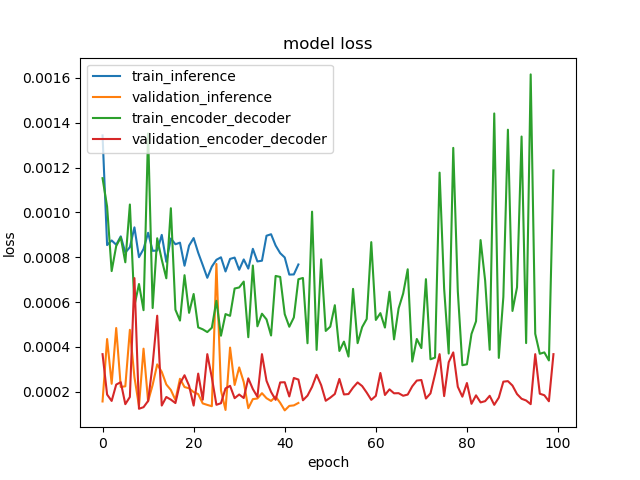 model loss
train_inference
validation_inference
train_encoder_decoder
validation_encoder_decoder
0.0016
0.0014
0.0012
0.0010
0.0008
0.0006
0.0004
0.0002
loss
0 20 40 60 80 100
epoch